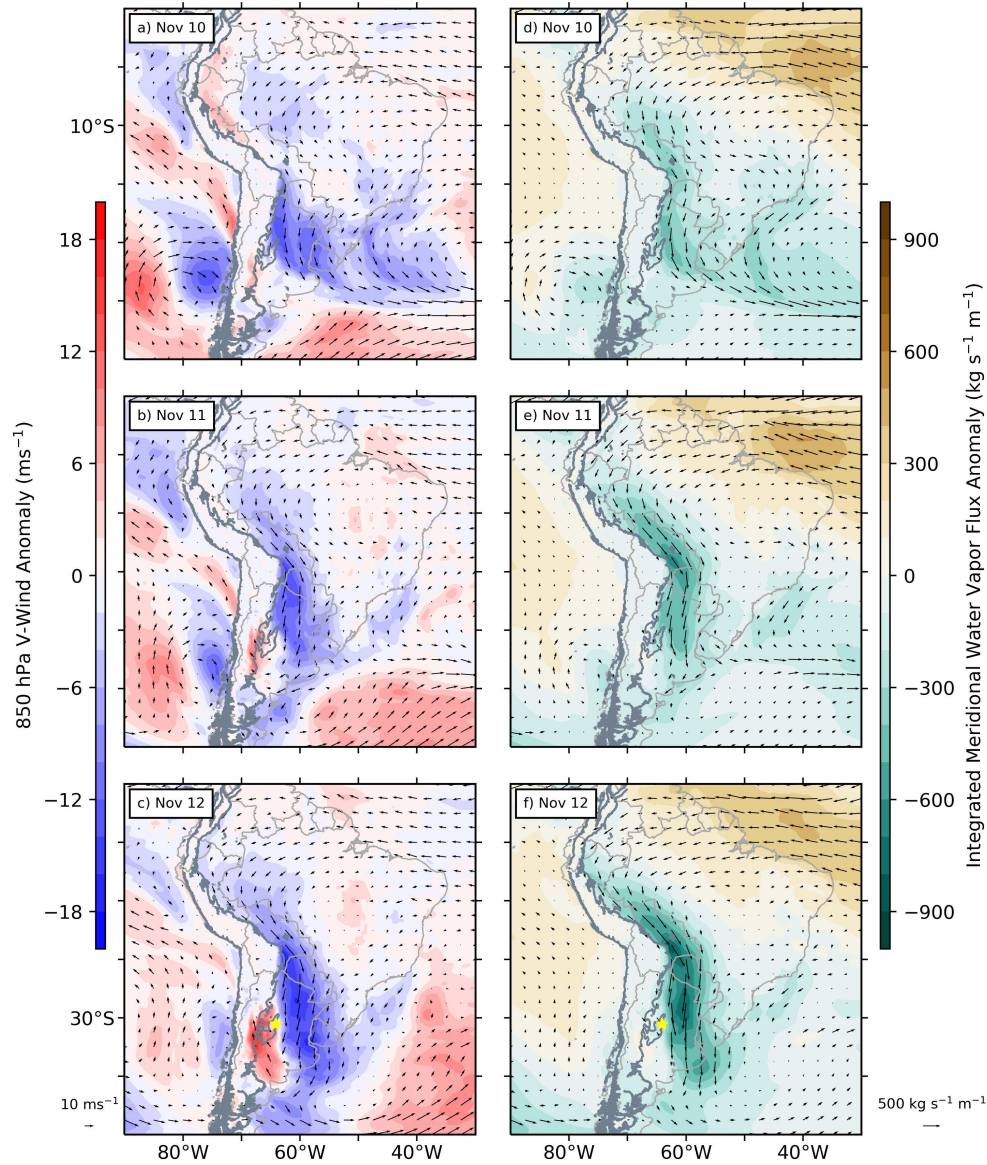 a) Nov 10
d) Nov 10
10°S
18
12
6
0
−6
−12
−18
850 hPa V-Wind Anomaly (ms⁻¹)
900
600
300
0
−300
−600
−900
Integrated Meridional Water Vapor Flux Anomaly (kg s⁻¹ m⁻¹)
b) Nov 11
e) Nov 11
c) Nov 12
f) Nov 12
30°S
10 ms⁻¹
500 kg s⁻¹ m⁻¹
80°W
60°W
40°W
80°W
60°W
40°W